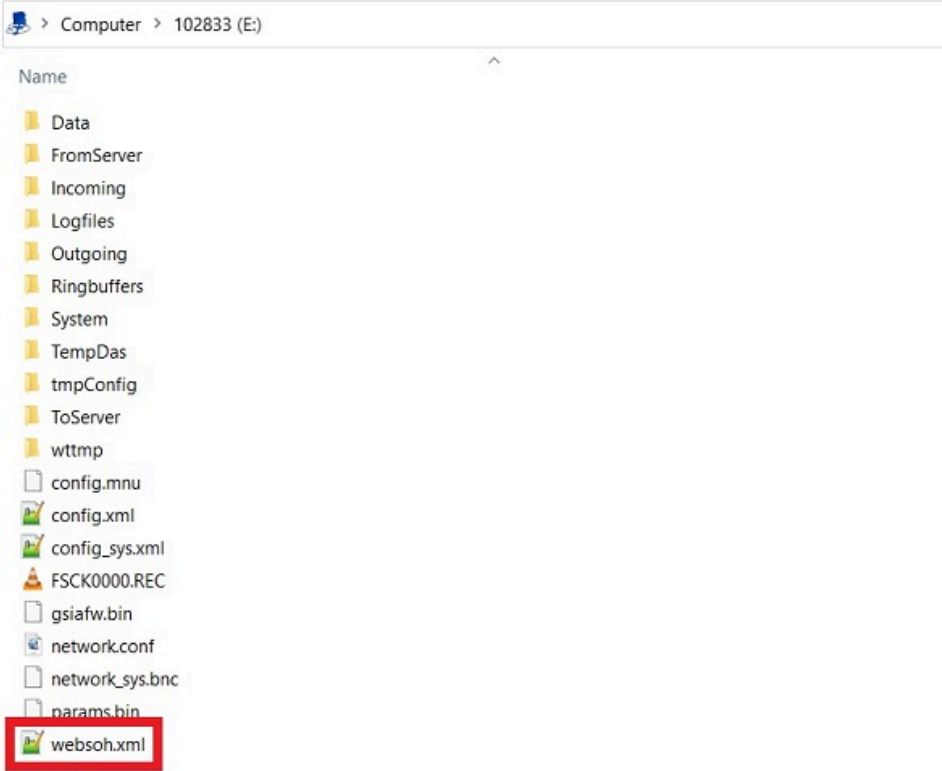 Computer > 102833 (E:)
Name
Data
FromServer
Incoming
Logfiles
Outgoing
Ringbuffers
System
TempDas
tmpConfig
ToServer
wttmp
config.mnu
config.xml
config_sys.xml
FSCK0000.REC
gsiafw.bin
network.conf
network_sys.bnc
params.bin
websoh.xml